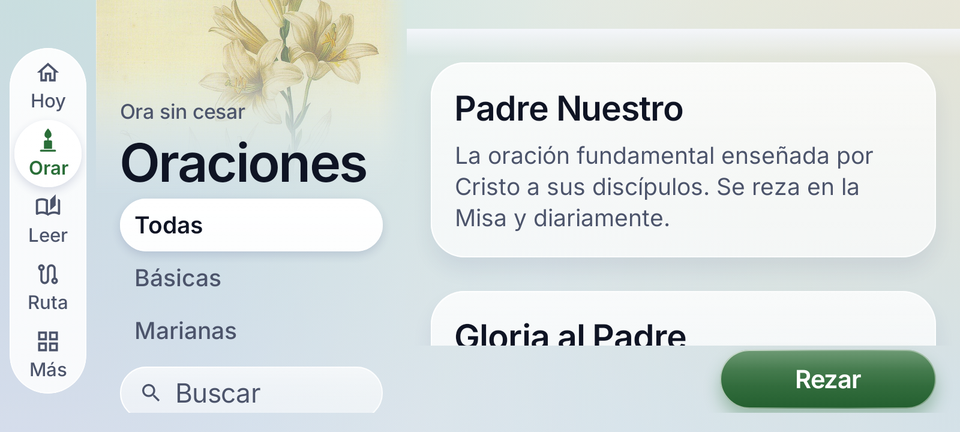 Hoy
Orar
Leer
Ruta
Más
Ora sin cesar
Oraciones
Todas
Básicas
Marianas
Buscar
Padre Nuestro
La oración fundamental enseñada por
Cristo a sus discípulos. Se reza en la
Misa y diariamente.
Gloria al Padre
Rezar